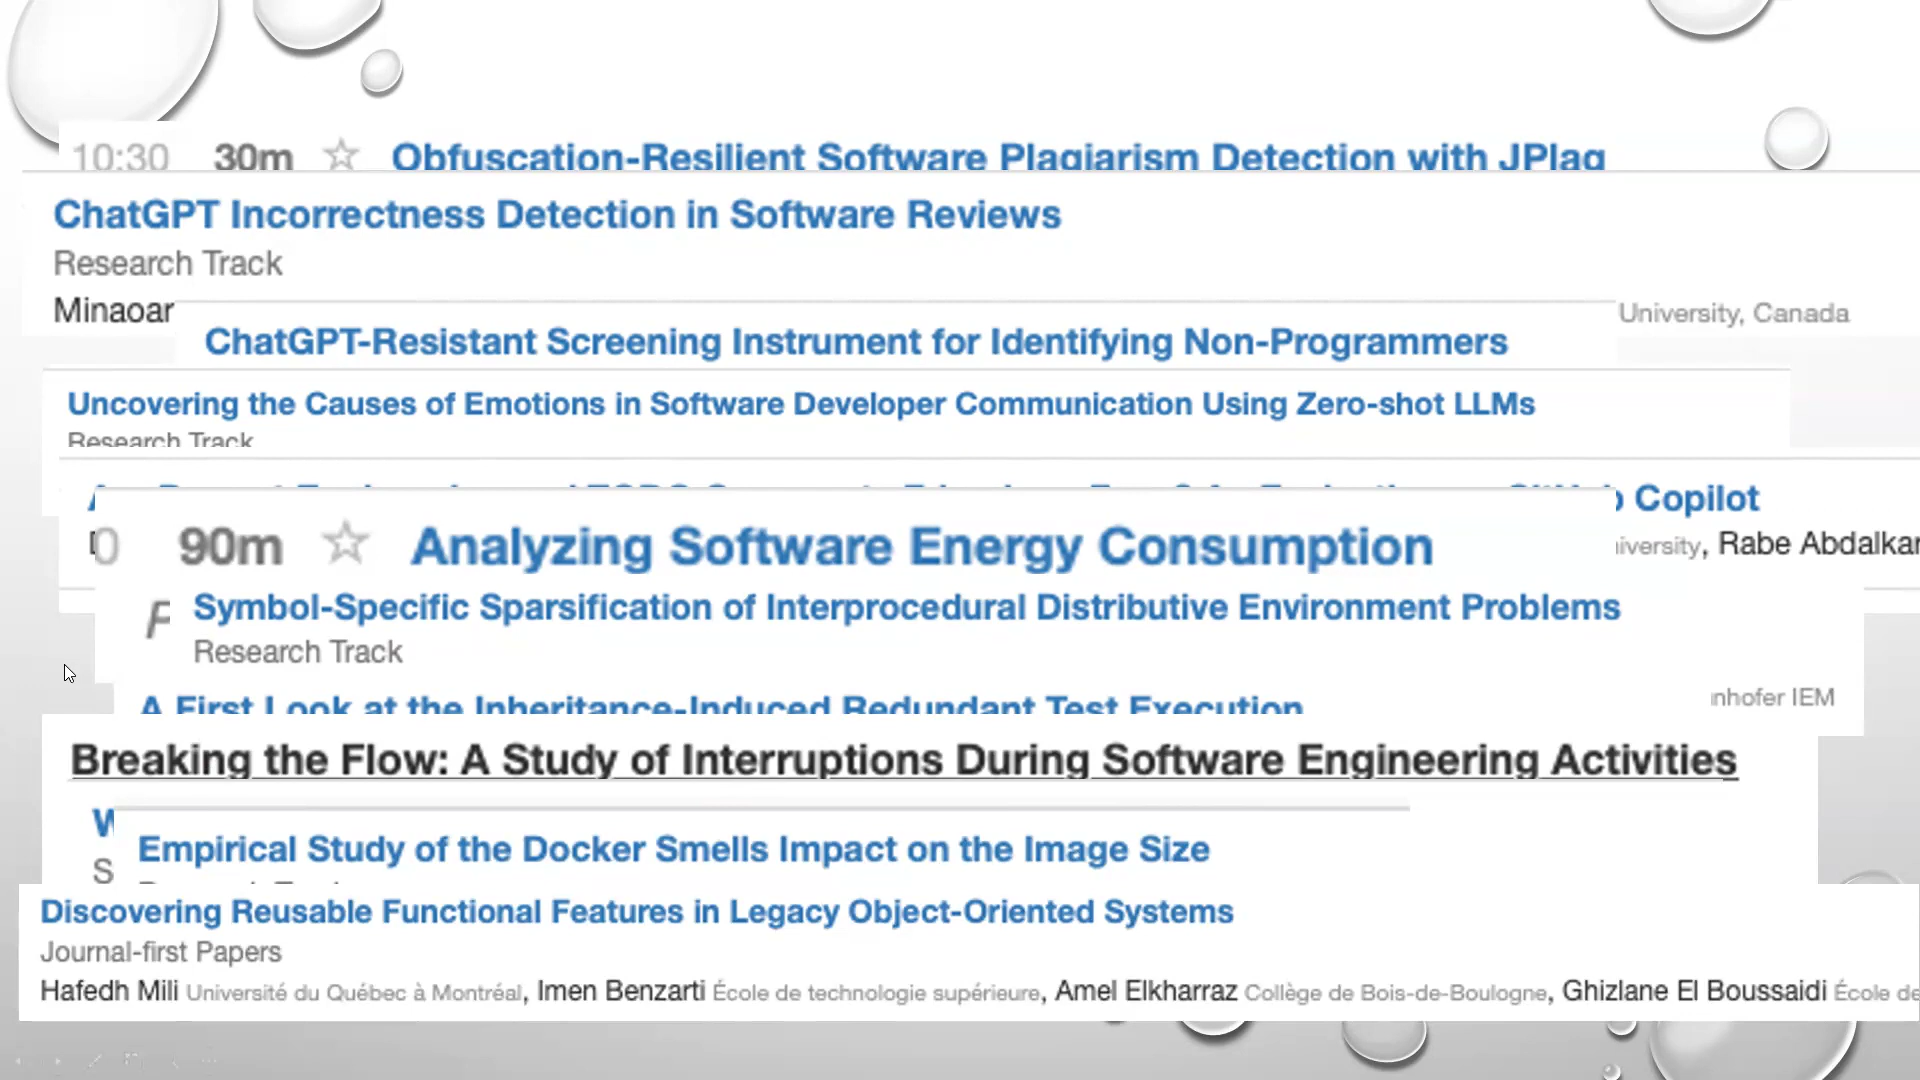 10:30 30m Obfuscation-Resilient Software Plagiarism Detection with JPlag
ChatGPT Incorrectness Detection in Software Reviews
Research Track
Minaoar University, Canada
ChatGPT-Resistant Screening Instrument for Identifying Non-Programmers
Uncovering the Causes of Emotions in Software Developer Communication Using Zero-shot LLMs
Research Track
Copilot
, Rabe Abdalkar
0 90m Analyzing Software Energy Consumption
Symbol-Specific Sparsification of Interprocedural Distributive Environment Problems
Research Track
nhofer IEM
A First Look at the Inheritance-Induced Redundant Test Execution
Breaking the Flow: A Study of Interruptions During Software Engineering Activities
W
Empirical Study of the Docker Smells Impact on the Image Size
S
Discovering Reusable Functional Features in Legacy Object-Oriented Systems
Journal-first Papers
Hafedh Mili Université du Québec à Montréal, Imen Benzarti École de technologie supérieure, Amel Elkharraz Collège de Bois-de-Boulogne, Ghizlane El Boussaidi École de